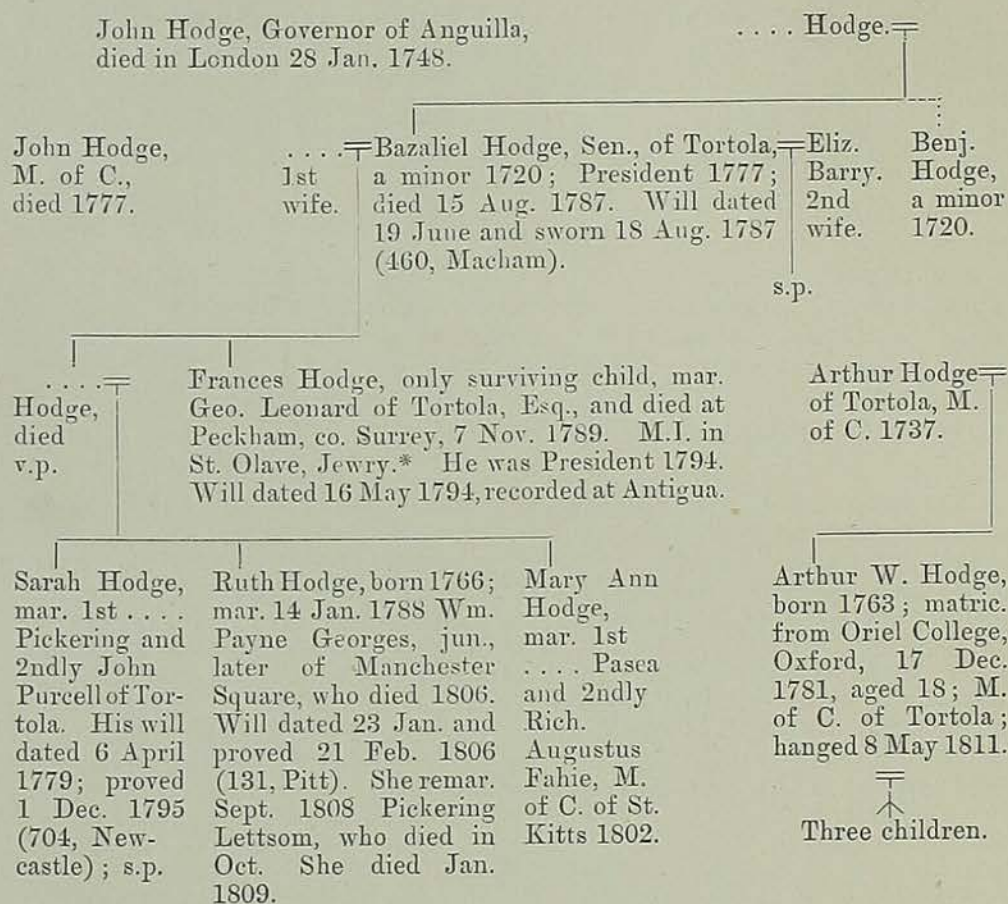 John Hodge, Governor of Anguilla,
died in London 28 Jan. 1748.
. . . . Hodge.
John Hodge,
M. of C.,
died 1777.
. . . .
1st
wife.
Bazaliel Hodge, Sen., of Tortola,
a minor 1720; President 1777;
died 15 Aug. 1787. Will dated
19 June and sworn 18 Aug. 1787
(460, Macham).
Eliz.
Barry.
2nd
wife.
s.p.
Benj.
Hodge,
a minor
1720.
. . . .
Hodge,
died
v.p.
Frances Hodge, only surviving child, mar.
Geo. Leonard of Tortola, Esq., and died at
Peckham, co. Surrey, 7 Nov. 1789. M.I. in
St. Olave, Jewry.* He was President 1794.
Will dated 16 May 1794, recorded at Antigua.
Arthur Hodge
of Tortola, M.
of C. 1737.
Sarah Hodge,
mar. 1st . . . .
Pickering and
2ndly John
Purcell of Tor-
tola. His will
dated 6 April
1779; proved
1 Dec. 1795
(704, New-
castle); s.p.
Ruth Hodge, born 1766;
mar. 14 Jan. 1788 Wm.
Payne Georges, jun.,
later of Manchester
Square, who died 1806.
Will dated 23 Jan. and
proved 21 Feb. 1806
(131, Pitt). She remar.
Sept. 1808 Pickering
Lettsom, who died in
Oct. She died Jan.
1809.
Mary Ann
Hodge,
mar. 1st
. . . . Pasea
and 2ndly
Rich.
Augustus
Fahie, M.
of C. of St.
Kitts 1802.
Arthur W. Hodge,
born 1763; matric.
from Oriel College,
Oxford, 17 Dec.
1781, aged 18; M.
of C. of Tortola;
hanged 8 May 1811.
Three children.